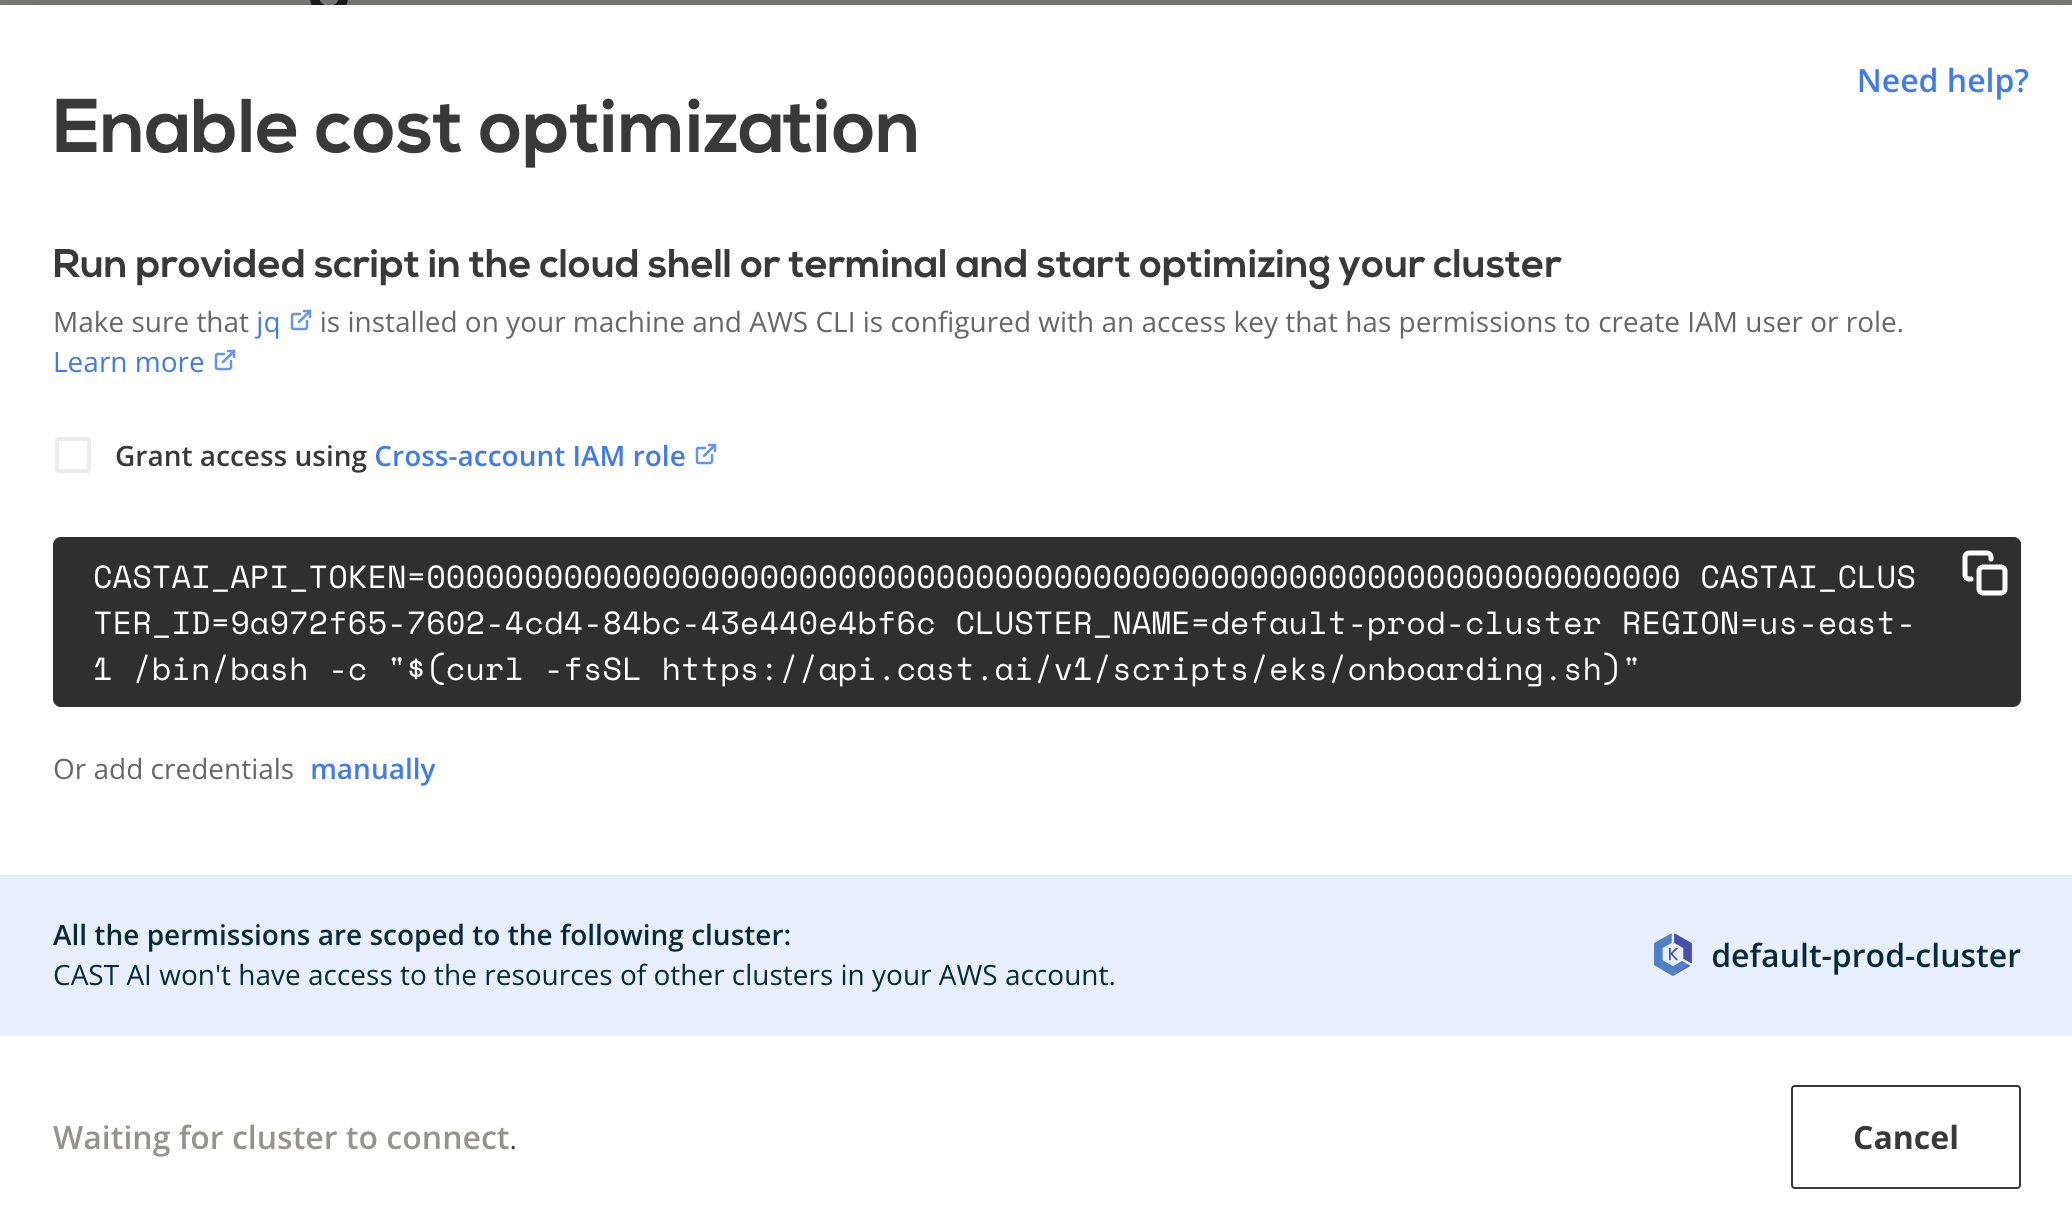 Need help?
Enable cost optimization
Run provided script in the cloud shell or terminal and start optimizing your cluster
Make sure that jq is installed on your machine and AWS CLI is configured with an access key that has permissions to create IAM user or role.
Learn more
Grant access using Cross-account IAM role
CASTAI_API_TOKEN=0000000000000000000000000000000000000000000000000000000000000000 CASTAI_CLUS
TER_ID=9a972f65-7602-4cd4-84bc-43e440e4bf6c CLUSTER_NAME=default-prod-cluster REGION=us-east-
1 /bin/bash -c "$(curl -fsSL https://api.cast.ai/v1/scripts/eks/onboarding.sh)"
Or add credentials manually
All the permissions are scoped to the following cluster:
CAST AI won't have access to the resources of other clusters in your AWS account.
K default-prod-cluster
Waiting for cluster to connect.
Cancel